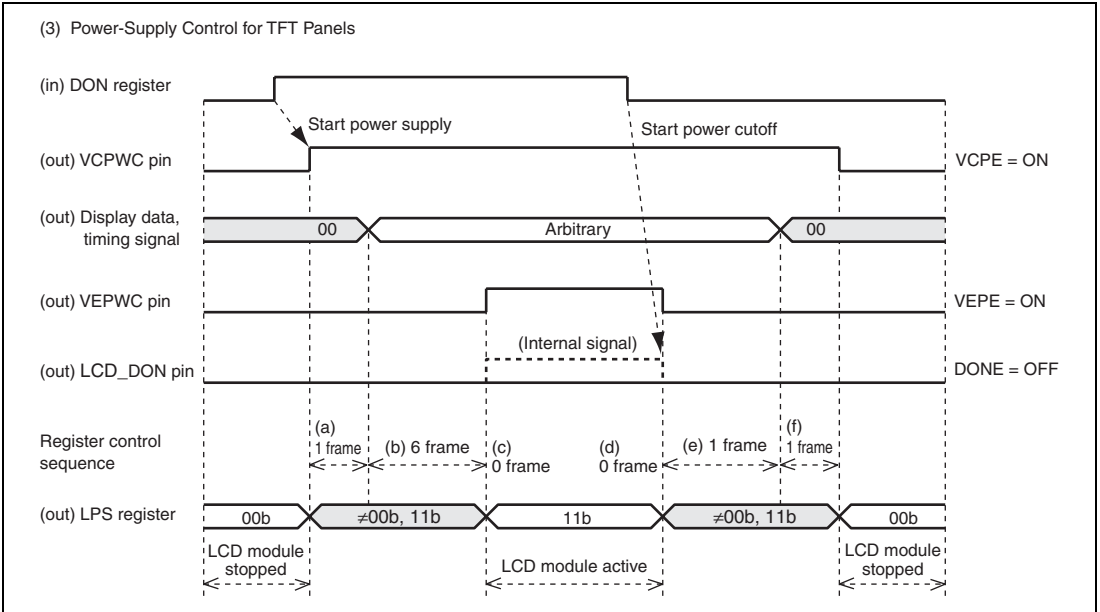 (3) Power-Supply Control for TFT Panels
(in) DON register
Start power supply
Start power cutoff
(out) VCPWC pin
VCPE = ON
(out) Display data,
timing signal
00
Arbitrary
00
(out) VEPWC pin
VEPE = ON
(Internal signal)
(out) LCD_DON pin
DONE = OFF
Register control
sequence
(a)
1 frame
(b) 6 frame
(c)
0 frame
(d)
0 frame
(e) 1 frame
(f)
1 frame
(out) LPS register
00b
≠00b, 11b
11b
≠00b, 11b
00b
LCD module
stopped
LCD module active
LCD module
stopped